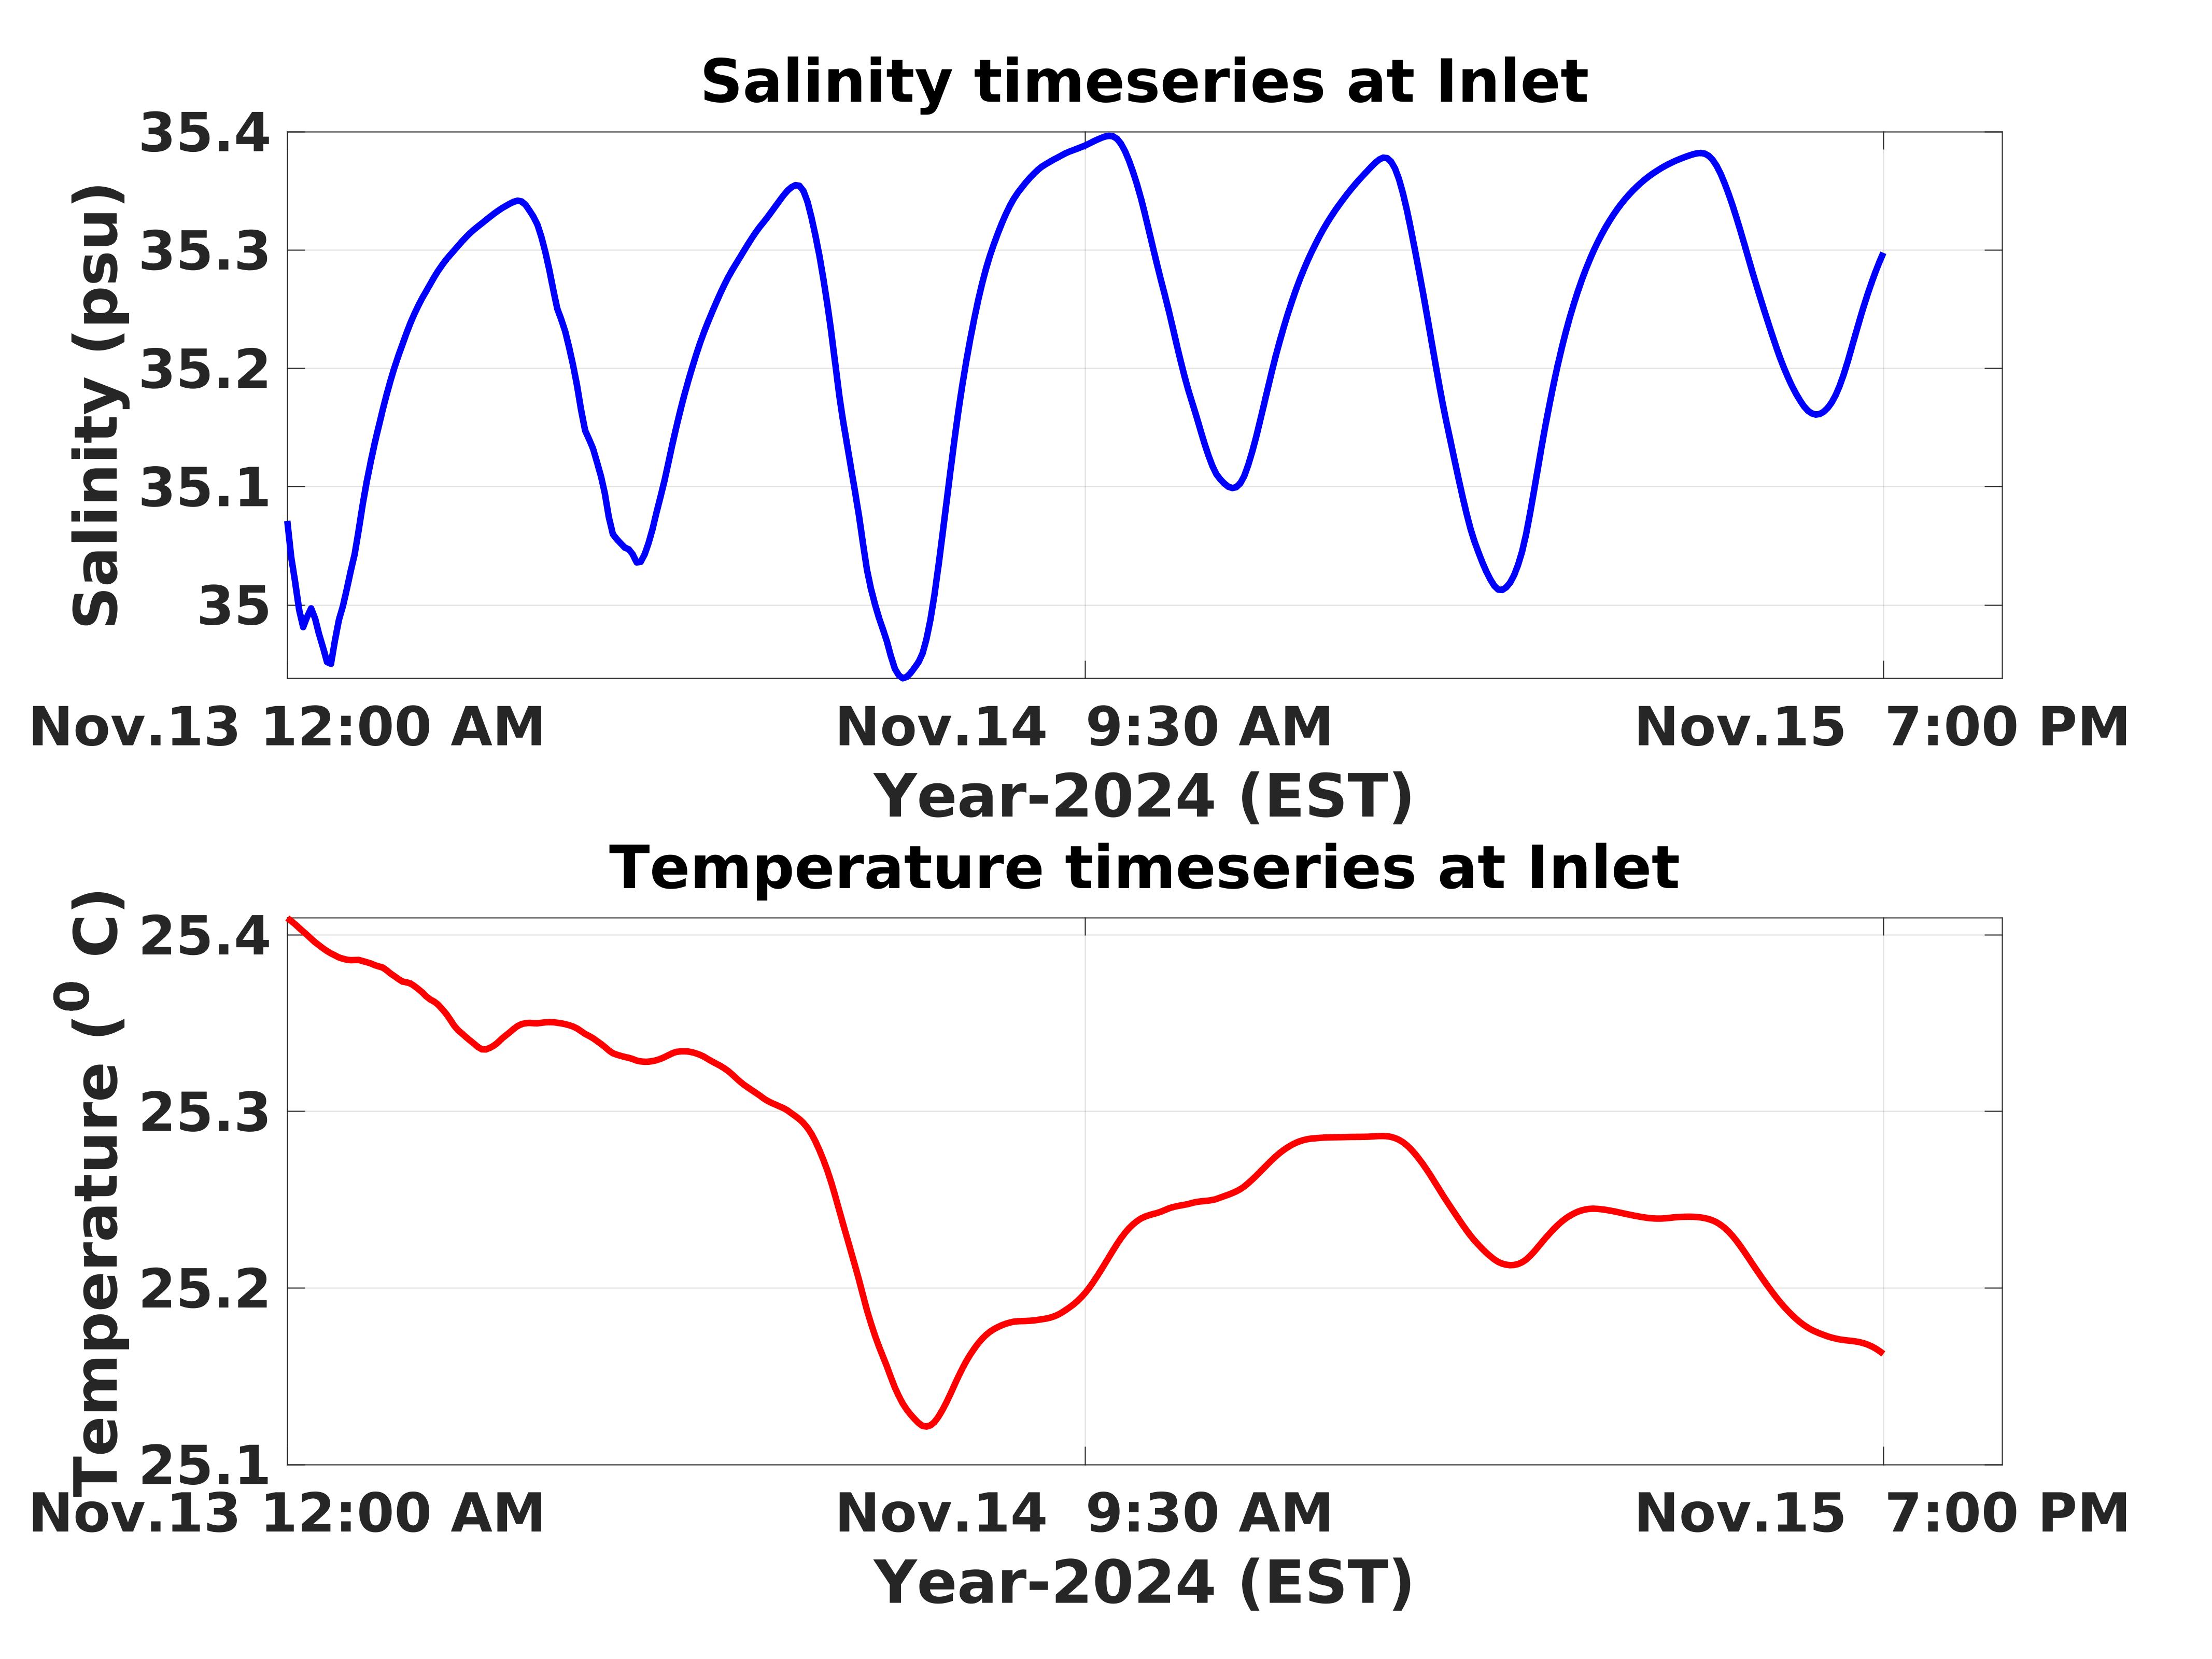 Salinity timeseries at Inlet
Salinity (psu)
35.4
35.3
35.2
35.1
35
Nov.13 12:00 AM Nov.14  9:30 AM Nov.15  7:00 PM
Year-2024 (EST)
Temperature timeseries at Inlet
Temperature (⁰ C)
25.4
25.3
25.2
25.1
Nov.13 12:00 AM Nov.14  9:30 AM Nov.15  7:00 PM
Year-2024 (EST)